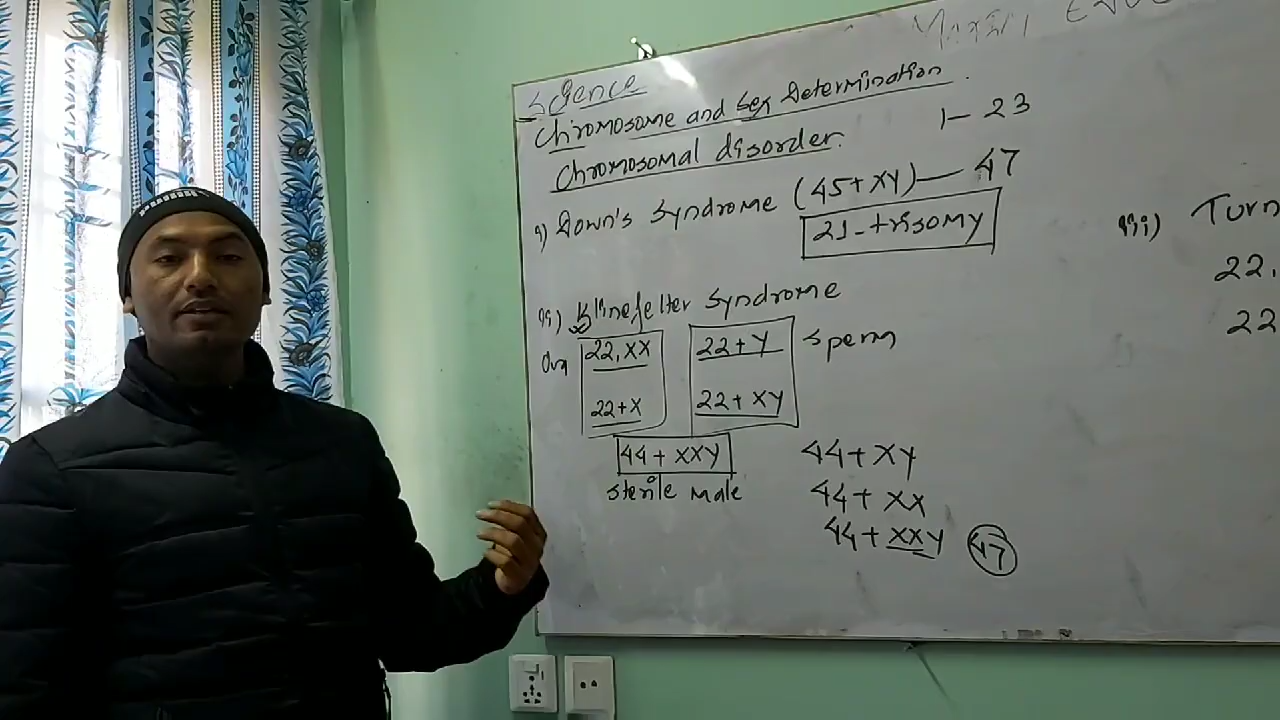 Science
Chromosome and Sex Determination.
1-23
Chromosomal disorder.
i) Down's Syndrome (45+XY) — 47
21-trisomy
ii) Klinefelter Syndrome
Ova 22,XX 22+Y Sperm
22+X 22+XY
44+XXY
Sterile Male
44+XY
44+XX
44+XXY 47
iii) Turn
22,
22